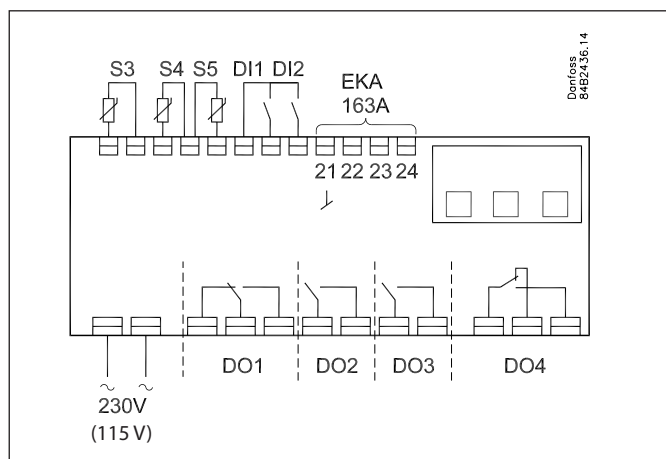 S3 S4 S5 DI1 DI2
EKA
163A
Danfoss
84B2436.14
21 22 23 24
DO1 DO2 DO3 DO4
230V
(115 V)